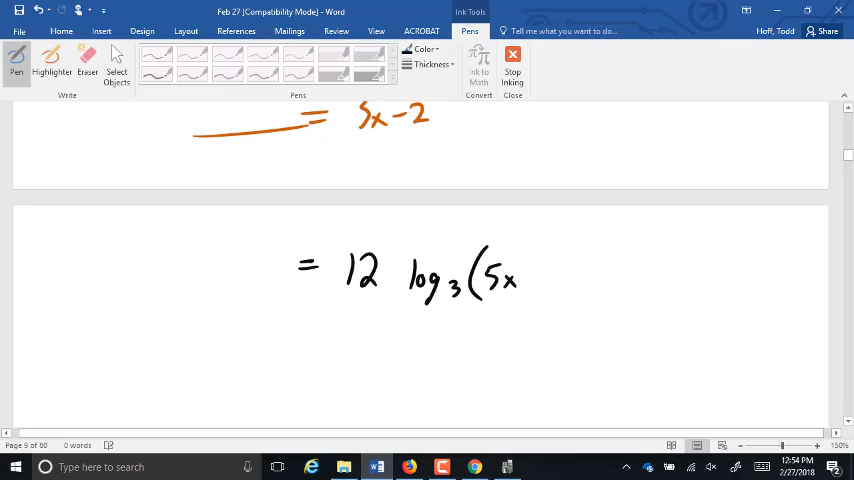 Feb 27 [Compatibility Mode] - Word
Ink Tools
File Home Insert Design Layout References Mailings Review View ACROBAT Pens Tell me what you want to do... Hoff, Todd Share
Pen Highlighter Eraser Select Objects
Color
Thickness
Ink to Math
Stop Inking
Write Pens Convert Close
= 5x-2
= 12 log₃(5x
Page 9 of 80 0 words 150%
Type here to search
12:54 PM
2/27/2018
2